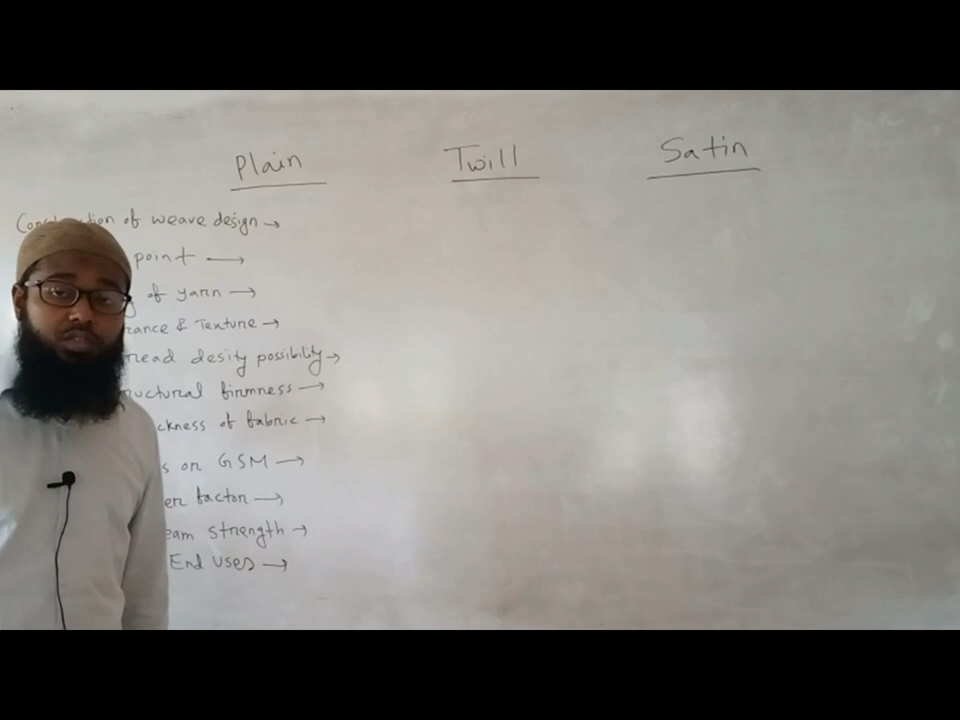 Plain Twill Satin
of weave design →
point →
of yarn →
& Texture →
desity possibility →
firmness →
of fabric →
on GSM →
factor →
strength →
End Uses →